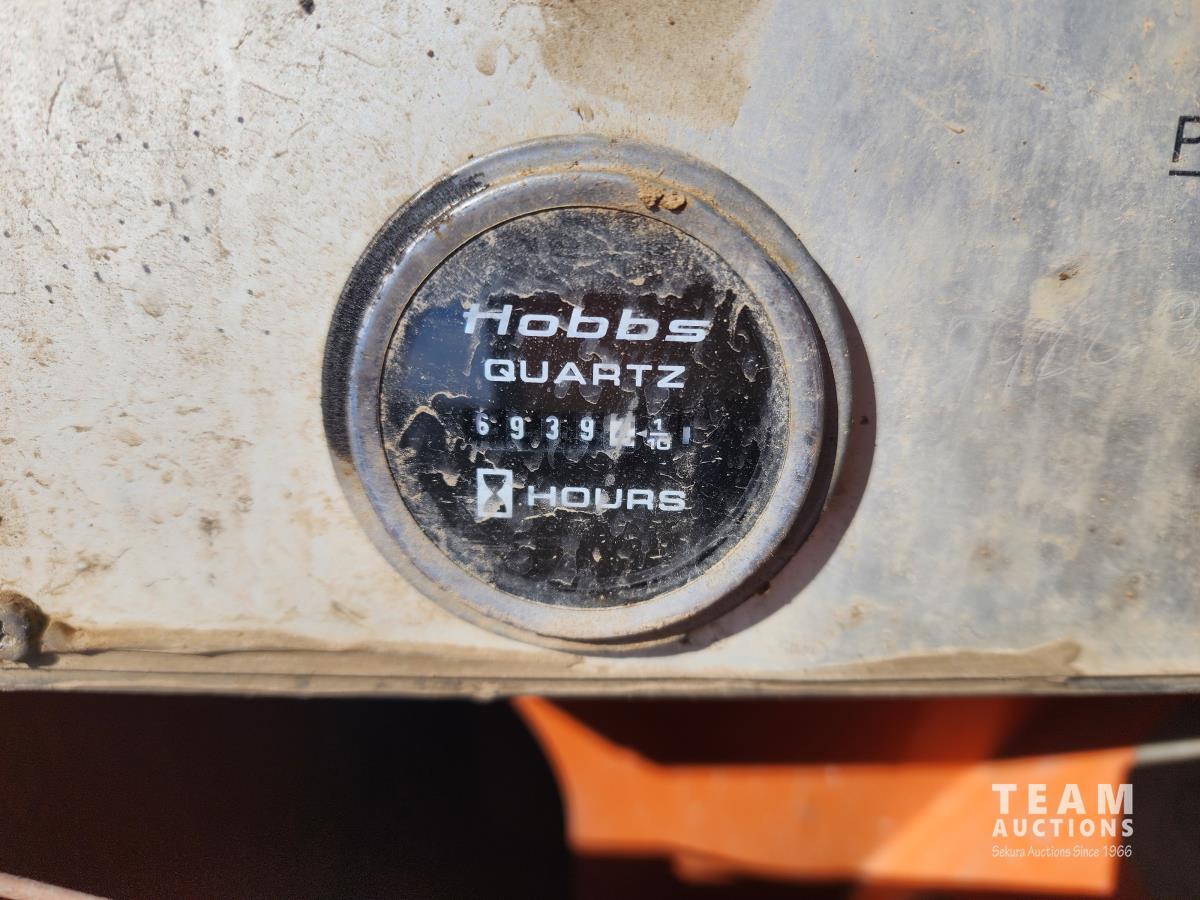 Hobbs
QUARTZ
6939 1/10
HOURS
P
TEAM
AUCTIONS
Sekura Auctions Since 1966